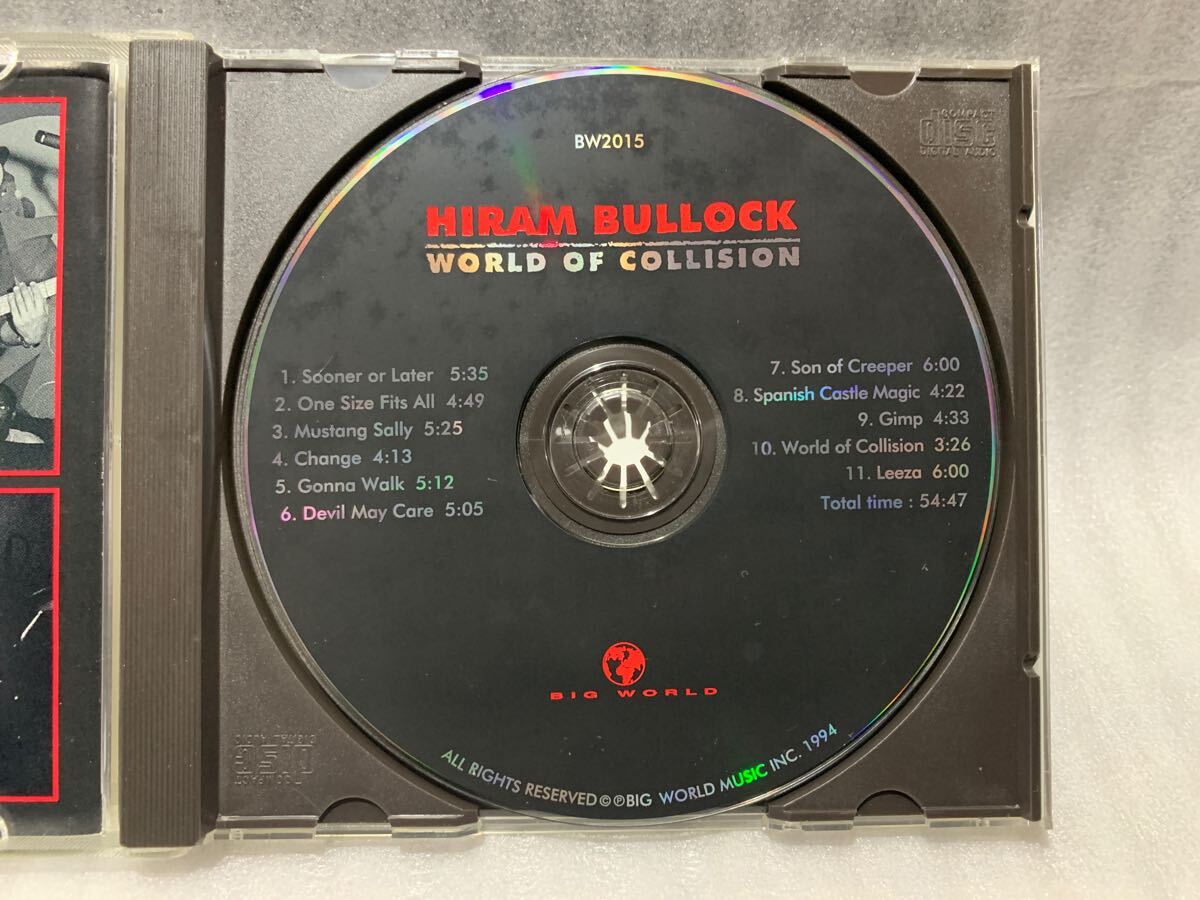 BW2015
HIRAM BULLOCK
WORLD OF COLLISION
1. Sooner or Later 5:35
2. One Size Fits All 4:49
3. Mustang Sally 5:25
4. Change 4:13
5. Gonna Walk 5:12
6. Devil May Care 5:05
7. Son of Creeper 6:00
8. Spanish Castle Magic 4:22
9. Gimp 4:33
10. World of Collision 3:26
11. Leeza 6:00
Total time : 54:47
BIG WORLD
ALL RIGHTS RESERVED ©℗BIG WORLD MUSIC INC. 1994
COMPACT
disc
DIGITAL AUDIO
COMPACT
disc
DIGITAL AUDIO